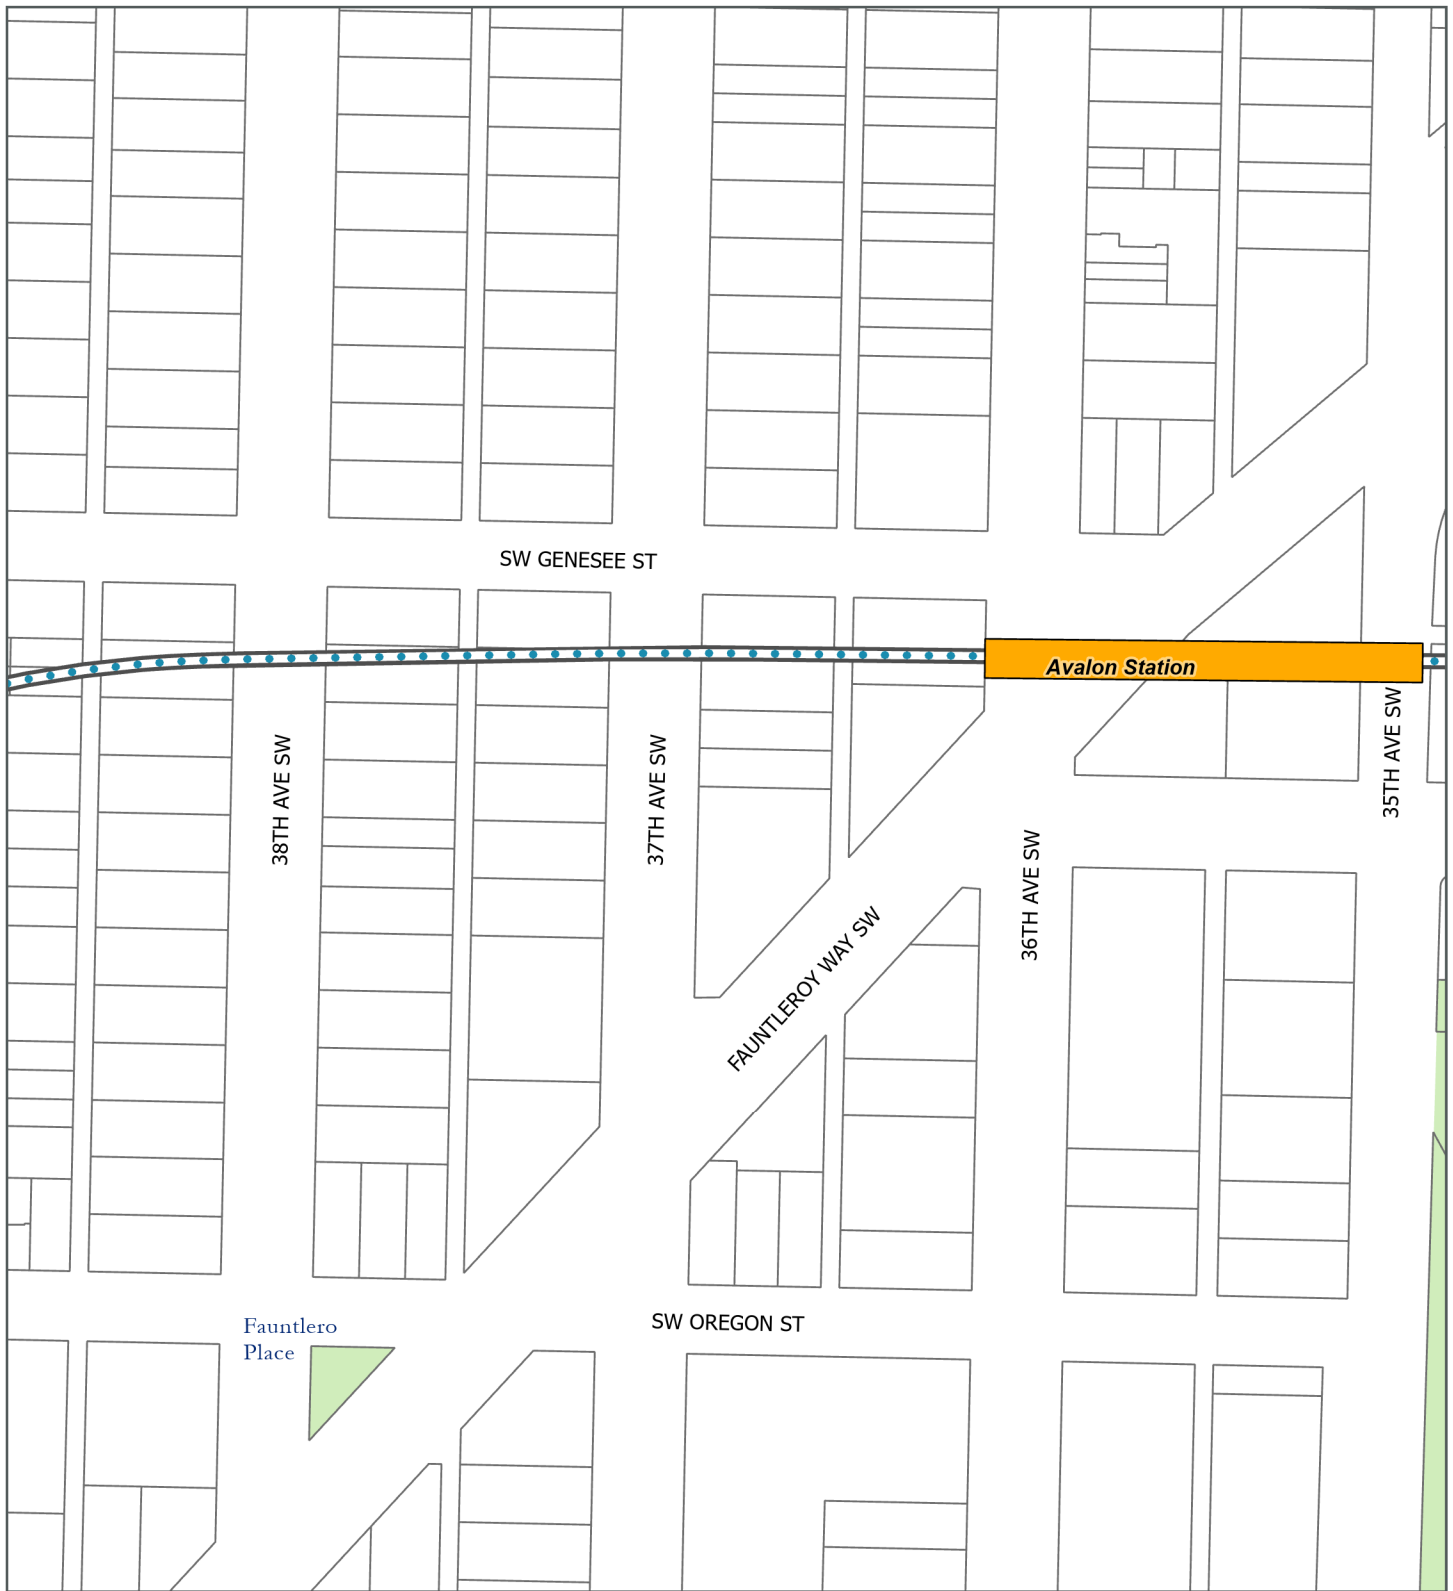 SW GENESEE ST
Avalon Station
38TH AVE SW
37TH AVE SW
35TH AVE SW
36TH AVE SW
FAUNTLEROY WAY SW
SW OREGON ST
Fauntlero
Place